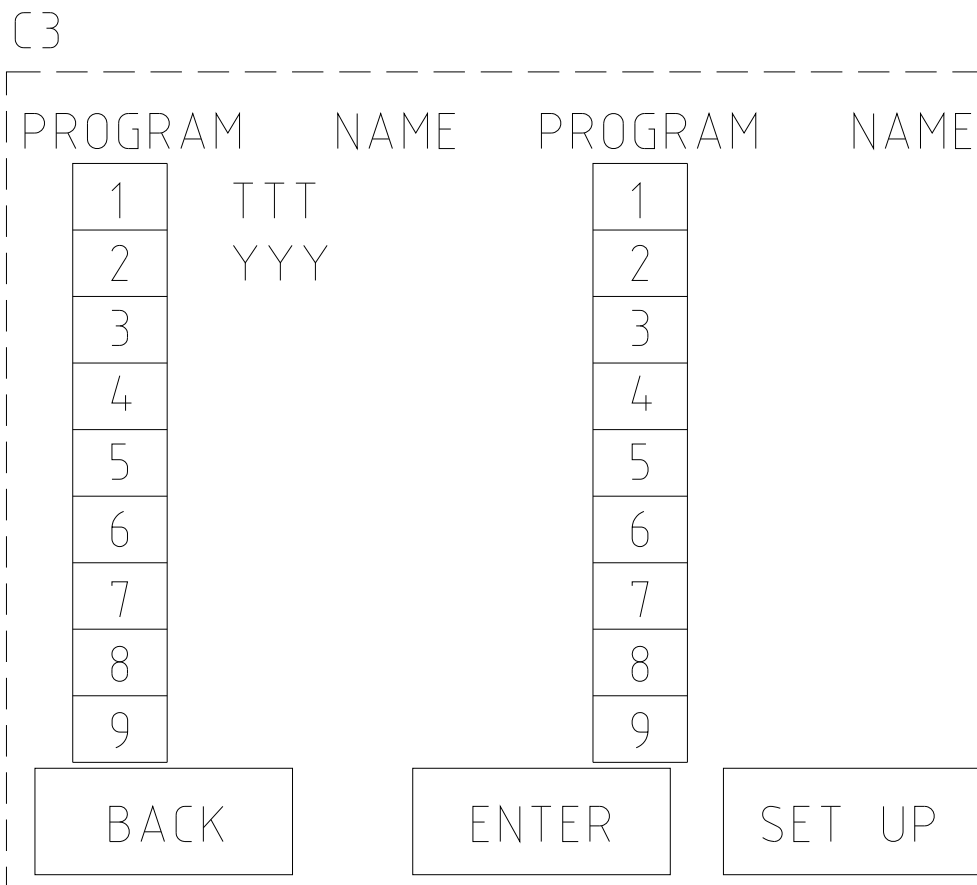 C3
PROGRAM NAME PROGRAM NAME
1 TTT 1
2 YYY 2
3 3
4 4
5 5
6 6
7 7
8 8
9 9
BACK ENTER SET UP